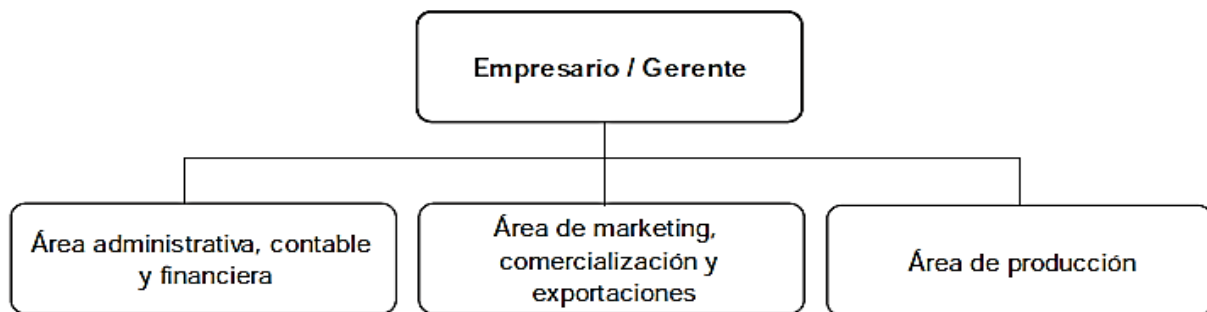 Empresario / Gerente
Área administrativa, contable
y financiera
Área de marketing,
comercialización y
exportaciones
Área de producción